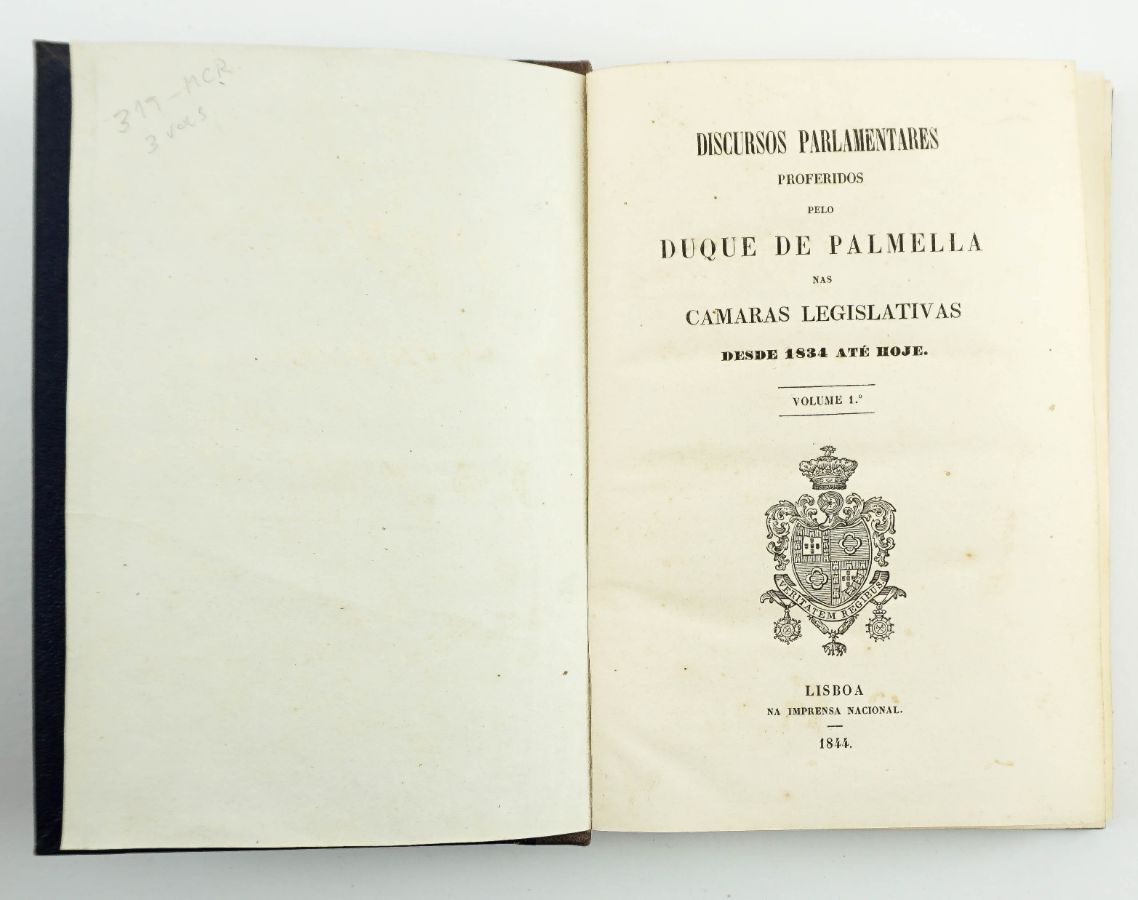 319-MCR
3 vols
DISCURSOS PARLAMENTARES
PROFERIDOS
PELO
DUQUE DE PALMELLA
NAS
CAMARAS LEGISLATIVAS
DESDE 1834 ATÉ HOJE.
VOLUME 1.º
VERITATEM REGIBUS
LISBOA
NA IMPRENSA NACIONAL.
1844.